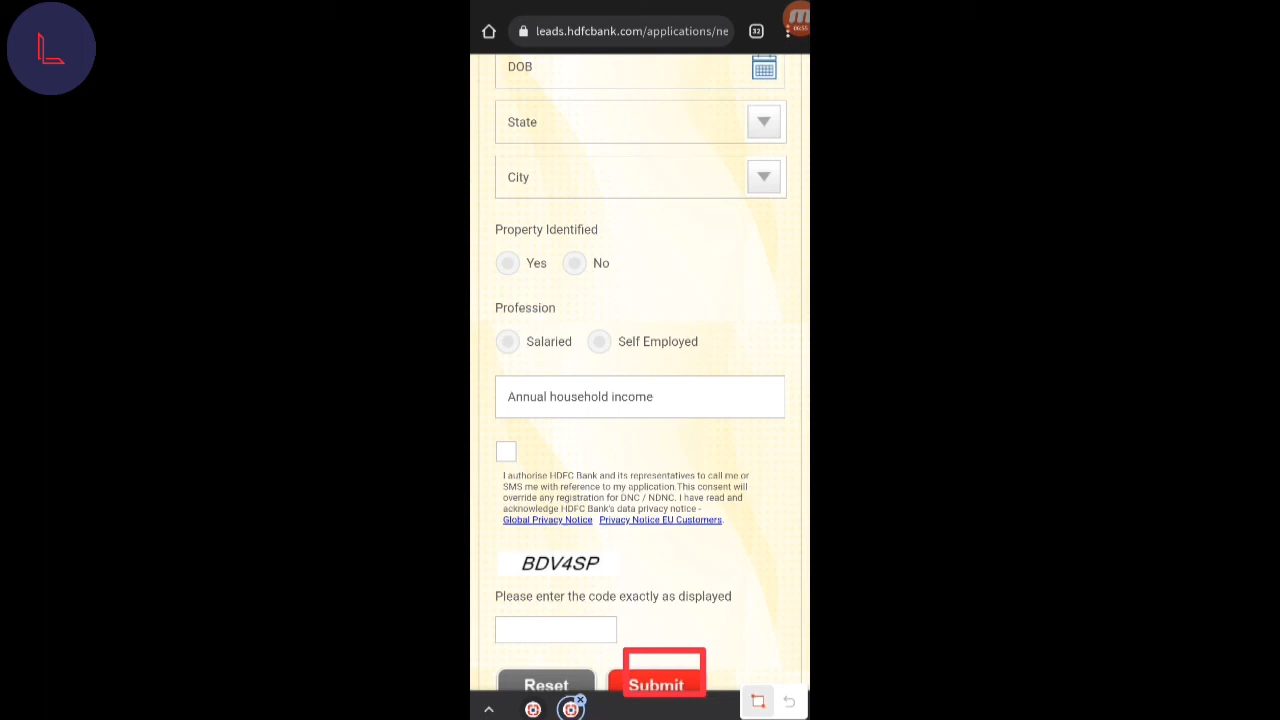 leads.hdfcbank.com/applications/ne
32
06:55
DOB
State
City
Property Identified
Yes No
Profession
Salaried Self Employed
Annual household income
I authorise HDFC Bank and its representatives to call me or
SMS me with reference to my application.This consent will
override any registration for DNC / NDNC. I have read and
acknowledge HDFC Bank's data privacy notice -
Global Privacy Notice Privacy Notice EU Customers.
BDV4SP
Please enter the code exactly as displayed
Reset Submit